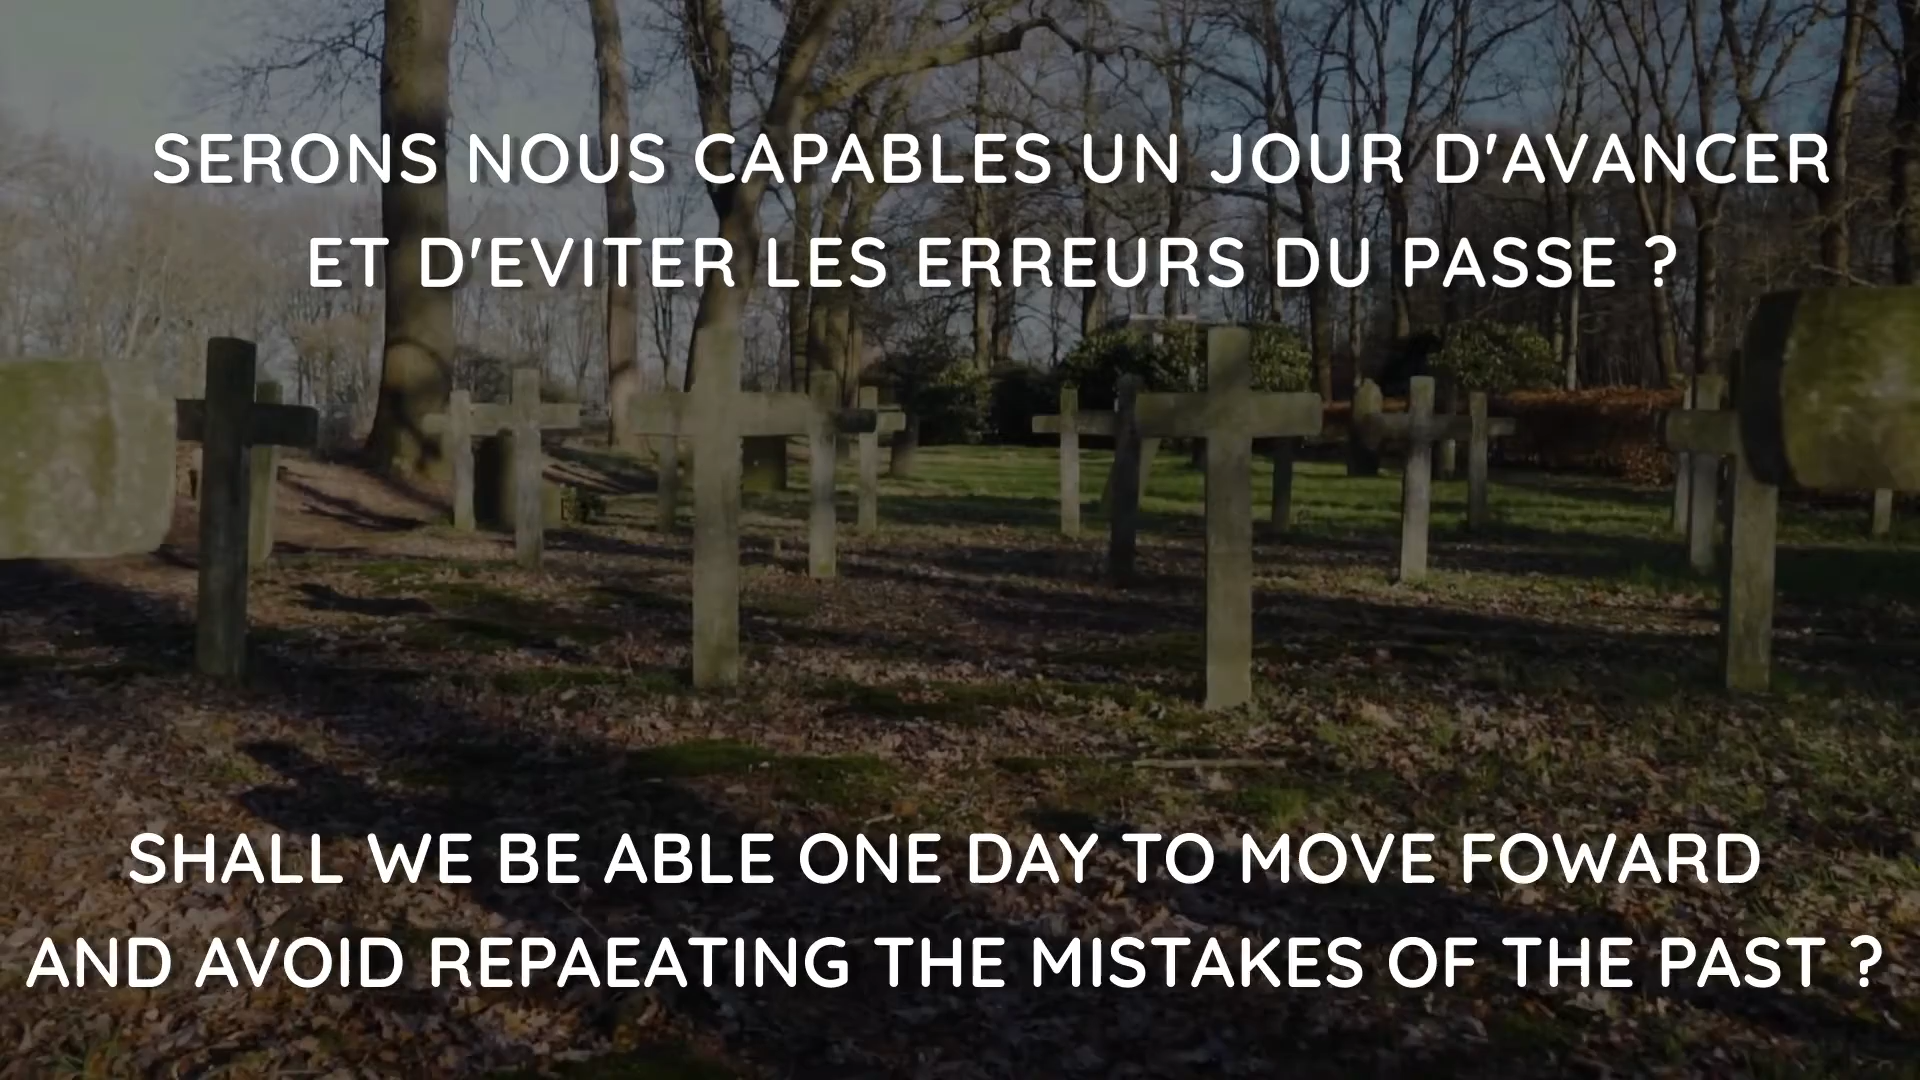 SERONS NOUS CAPABLES UN JOUR D'AVANCER
ET D'EVITER LES ERREURS DU PASSE ?
SHALL WE BE ABLE ONE DAY TO MOVE FOWARD
AND AVOID REPAEATING THE MISTAKES OF THE PAST ?